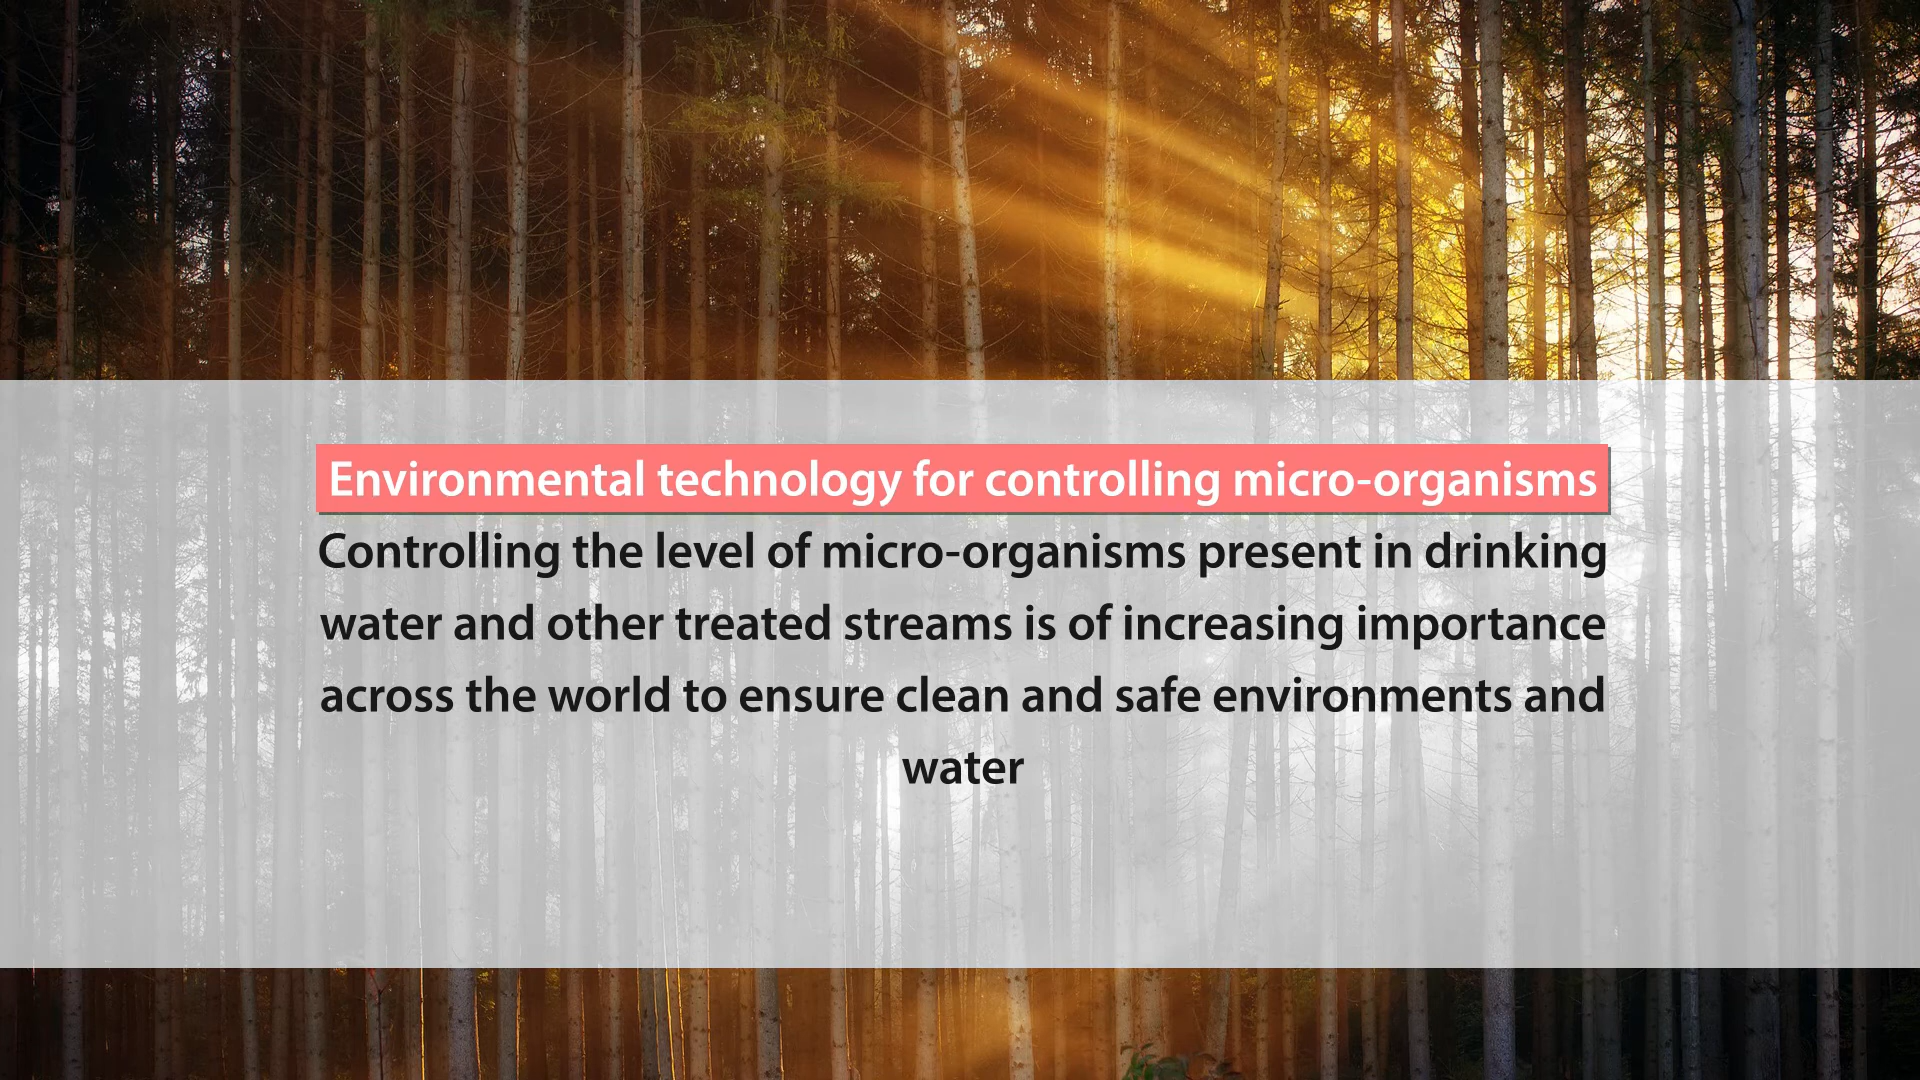 Environmental technology for controlling micro-organisms
Controlling the level of micro-organisms present in drinking
water and other treated streams is of increasing importance
across the world to ensure clean and safe environments and
water